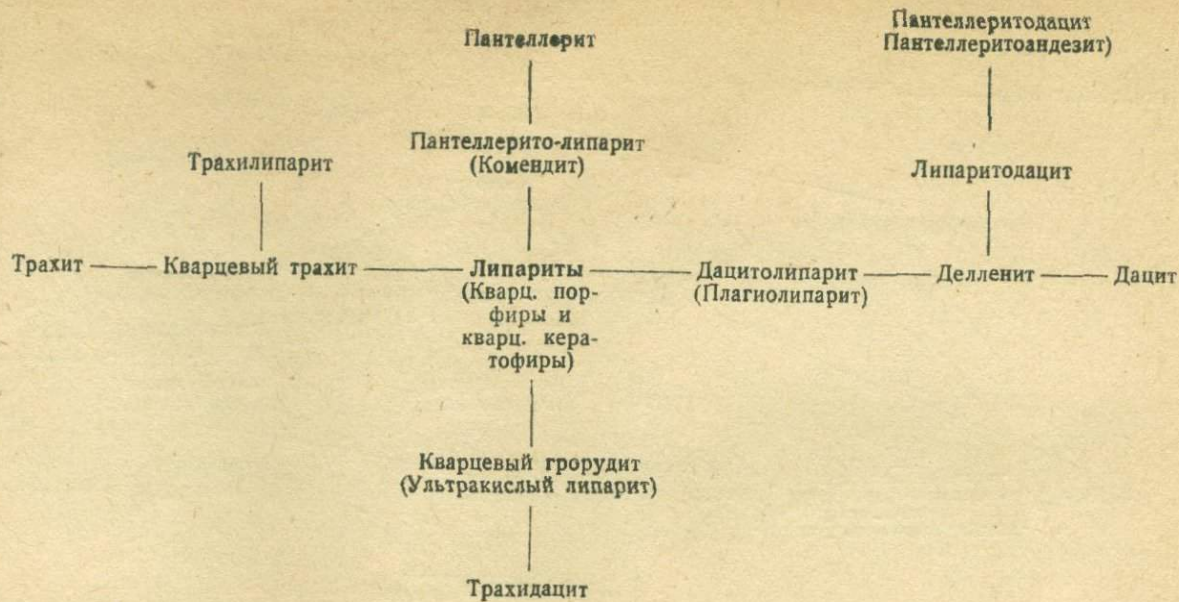 Пантеллерит
Пантеллеритодацит
Пантеллеритоандезит)
Пантеллерито-липарит
(Комендит)
Трахилипарит
Липаритодацит
Трахит
Кварцевый трахит
Липариты
(Кварц. пор-
фиры и
кварц. кера-
тофиры)
Дацитолипарит
(Плагиолипарит)
Делленит
Дацит
Кварцевый грорудит
(Ультракислый липарит)
Трахидацит